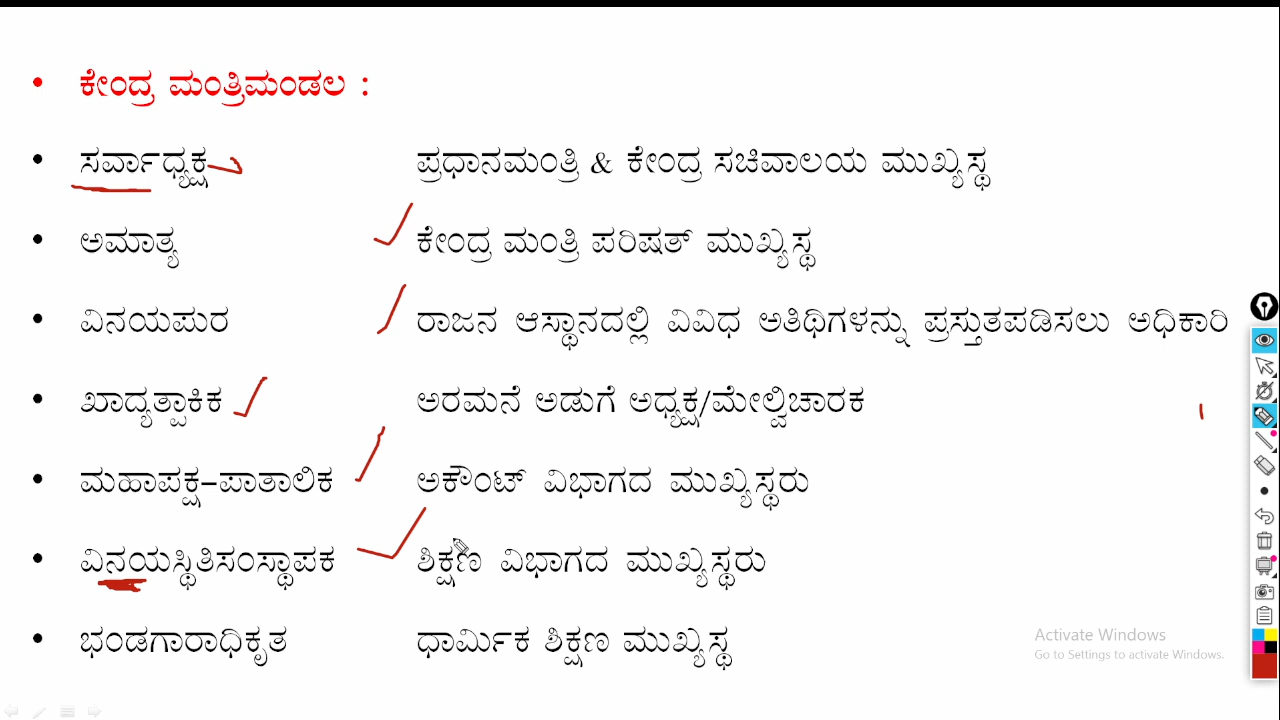 • ಕೇಂದ್ರ ಮಂತ್ರಿಮಂಡಲ :
• ಸರ್ವಾಧ್ಯಕ್ಷ ಪ್ರಧಾನಮಂತ್ರಿ & ಕೇಂದ್ರ ಸಚಿವಾಲಯ ಮುಖ್ಯಸ್ಥ
• ಅಮಾತ್ಯ ಕೇಂದ್ರ ಮಂತ್ರಿ ಪರಿಷತ್ ಮುಖ್ಯಸ್ಥ
• ವಿನಯಪುರ ರಾಜನ ಆಸ್ಥಾನದಲ್ಲಿ ವಿವಿಧ ಅತಿಥಿಗಳನ್ನು ಪ್ರಸ್ತುತಪಡಿಸಲು ಅಧಿಕಾರಿ
• ಖಾದ್ಯತ್ಪಾಕಿಕ ಅರಮನೆ ಅಡುಗೆ ಅಧ್ಯಕ್ಷ/ಮೇಲ್ವಿಚಾರಕ
• ಮಹಾಪಕ್ಷ–ಪಾತಾಲಿಕ ಅಕೌಂಟ್ ವಿಭಾಗದ ಮುಖ್ಯಸ್ಥರು
• ವಿನಯಸ್ಥಿತಿಸಂಸ್ಥಾಪಕ ಶಿಕ್ಷಣ ವಿಭಾಗದ ಮುಖ್ಯಸ್ಥರು
• ಭಂಡಗಾರಾಧಿಕೃತ ಧಾರ್ಮಿಕ ಶಿಕ್ಷಣ ಮುಖ್ಯಸ್ಥ
Activate Windows
Go to Settings to activate Windows.